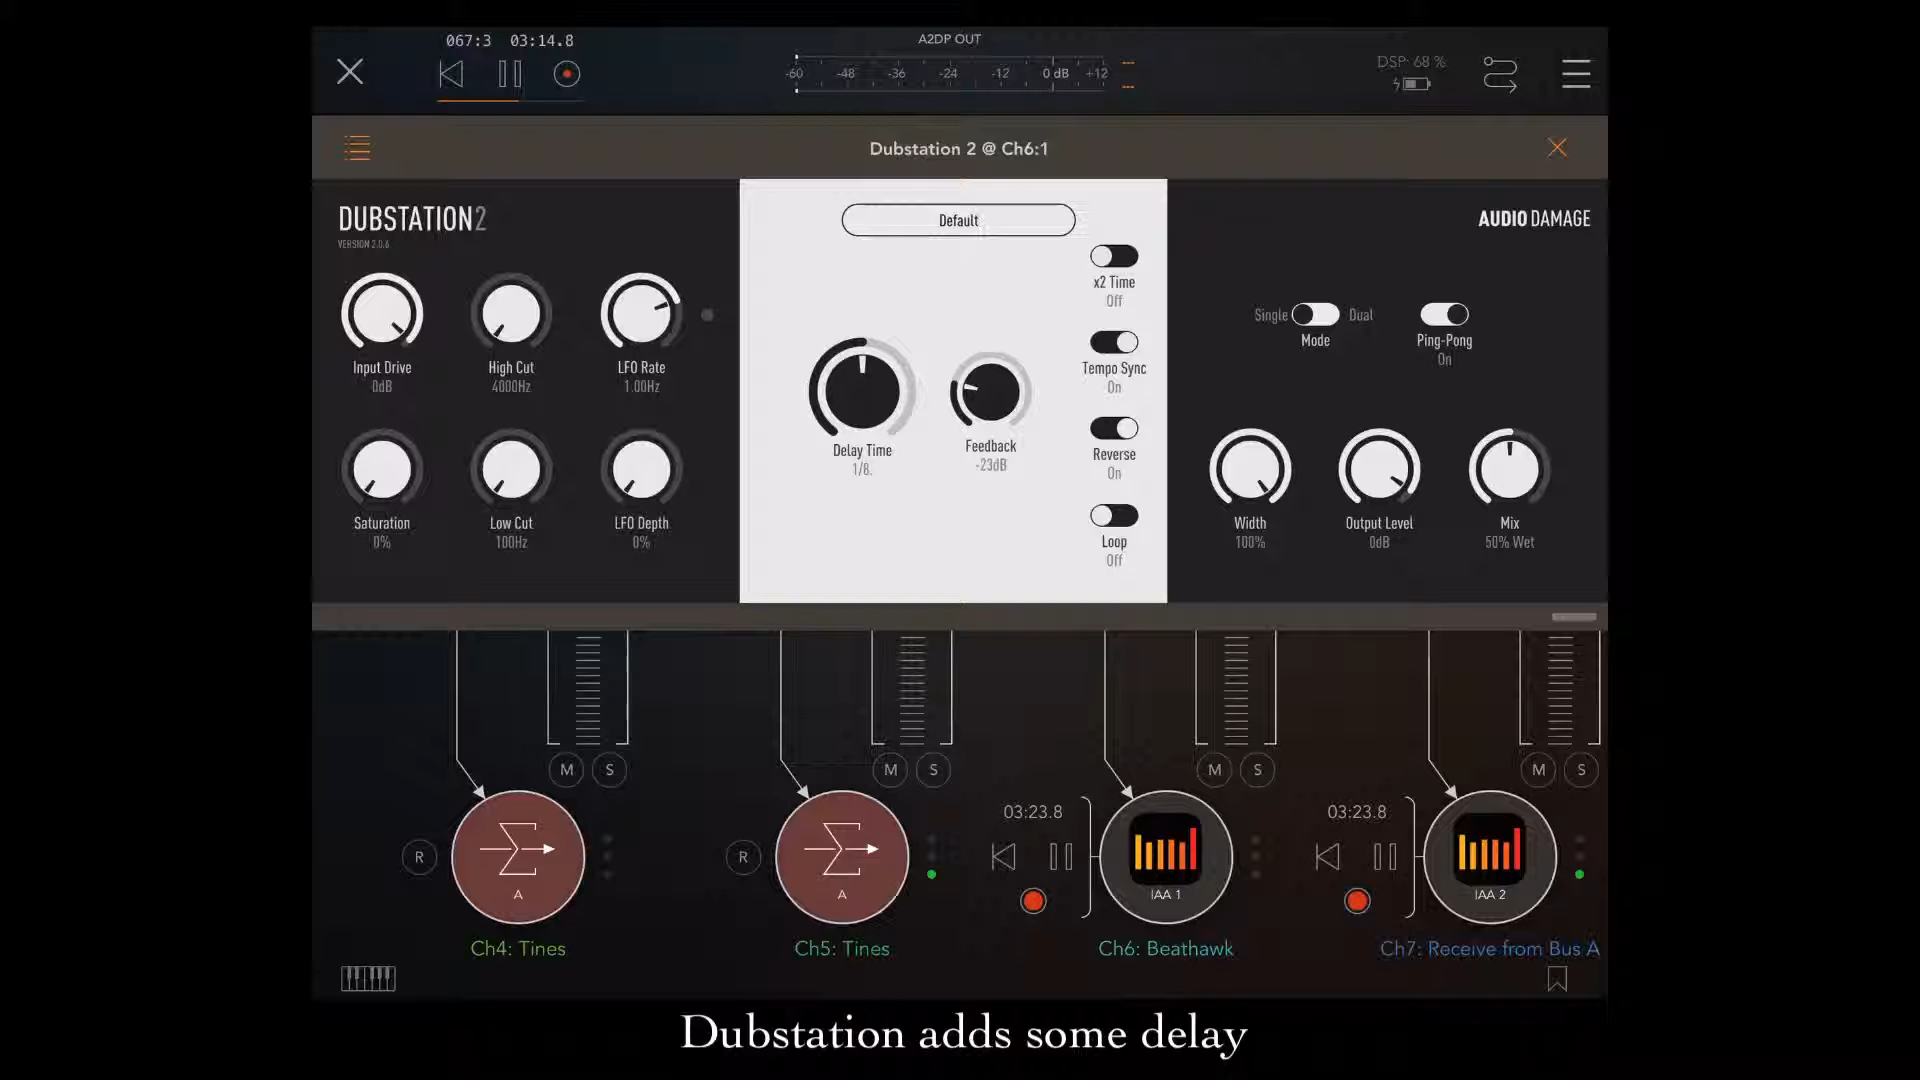 067:3 03:14.8
A2DP OUT
-60 -48 -36 -24 -12 0 dB +12
DSP: 68 %
Dubstation 2 @ Ch6:1
DUBSTATION2
VERSION 2.0.6
Default
AUDIO DAMAGE
Input Drive
0dB
High Cut
4000Hz
LFO Rate
1.00Hz
Saturation
0%
Low Cut
100Hz
LFO Depth
0%
Delay Time
1/8.
Feedback
-23dB
x2 Time
Off
Tempo Sync
On
Reverse
On
Loop
Off
Single Dual
Mode
Ping-Pong
On
Width
100%
Output Level
0dB
Mix
50% Wet
M S
M S
M S
M S
R
A
R
A
03:23.8
IAA 1
03:23.8
IAA 2
Ch4: Tines
Ch5: Tines
Ch6: Beathawk
Ch7: Receive from Bus A
Dubstation adds some delay